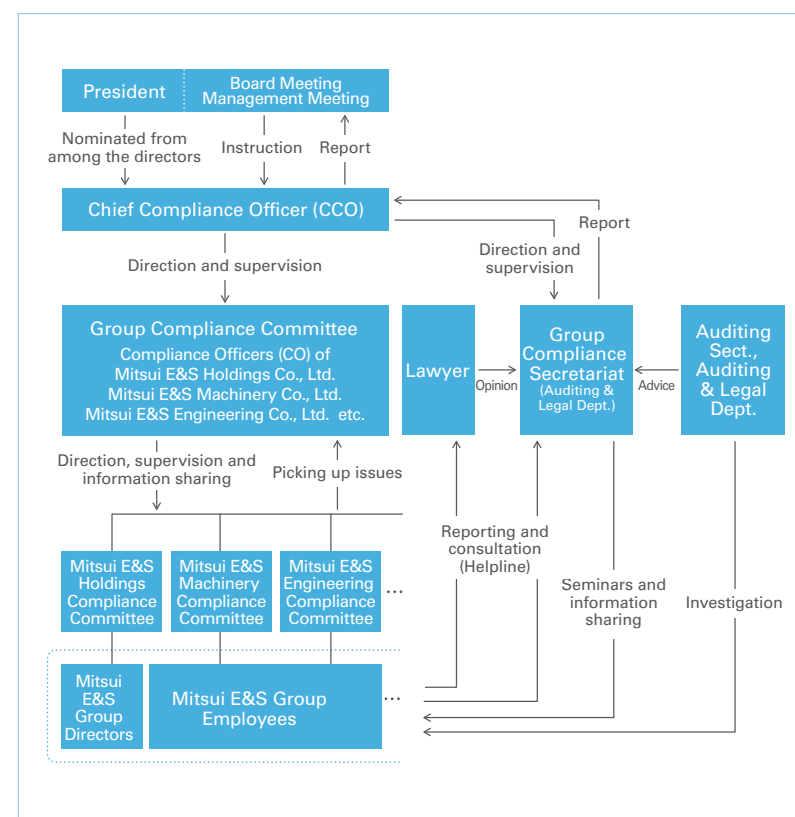 President
Board Meeting
Management Meeting
Nominated from
among the directors
Instruction
Report
Chief Compliance Officer (CCO)
Report
Direction and supervision
Direction and
supervision
Group Compliance Committee
Compliance Officers (CO) of
Mitsui E&S Holdings Co., Ltd.
Mitsui E&S Machinery Co., Ltd.
Mitsui E&S Engineering Co., Ltd. etc.
Lawyer
Opinion
Group
Compliance
Secretariat
(Auditing &
Legal Dept.)
Advice
Auditing
Sect.,
Auditing
& Legal
Dept.
Direction, supervision and
information sharing
Picking up issues
Reporting and
consultation
(Helpline)
Seminars and
information
sharing
Investigation
Mitsui E&S
Holdings
Compliance
Committee
Mitsui E&S
Machinery
Compliance
Committee
Mitsui E&S
Engineering
Compliance
Committee
...
Mitsui
E&S
Group
Directors
Mitsui E&S Group
Employees
...